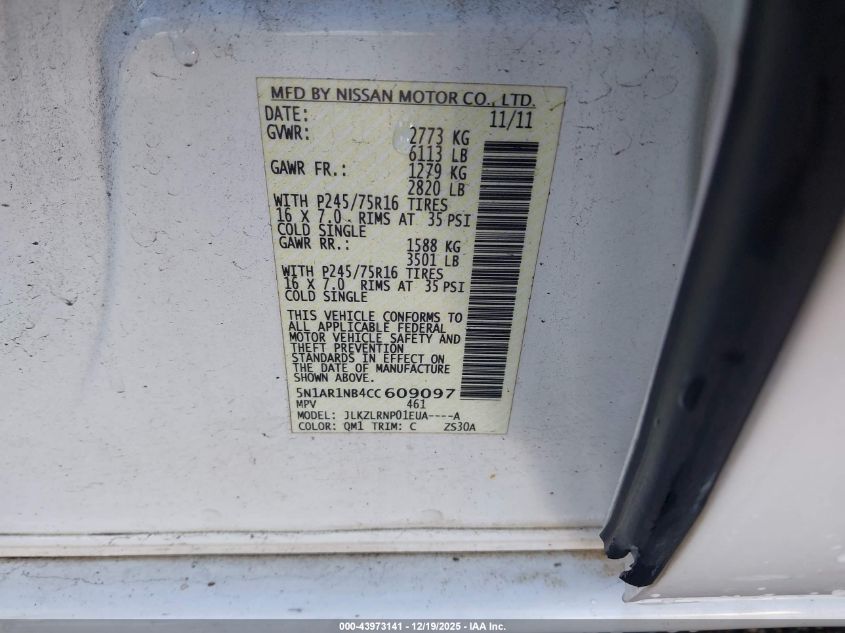 MFD BY NISSAN MOTOR CO., LTD.
DATE: 11/11
GVWR: 2773 KG
6113 LB
GAWR FR.: 1279 KG
2820 LB
WITH P245/75R16 TIRES
16 X 7.0 RIMS AT 35 PSI
COLD SINGLE
GAWR RR.: 1588 KG
3501 LB
WITH P245/75R16 TIRES
16 X 7.0 RIMS AT 35 PSI
COLD SINGLE
THIS VEHICLE CONFORMS TO
ALL APPLICABLE FEDERAL
MOTOR VEHICLE SAFETY AND
THEFT PREVENTION
STANDARDS IN EFFECT ON
THE DATE OF MANUFACTURE
SHOWN ABOVE.
5N1AR1NB4CC609097
MPV 461
MODEL: JLKZLRNP01EUA----A
COLOR: QM1 TRIM: C ZS30A
000-43973141 - 12/19/2025 - IAA Inc.